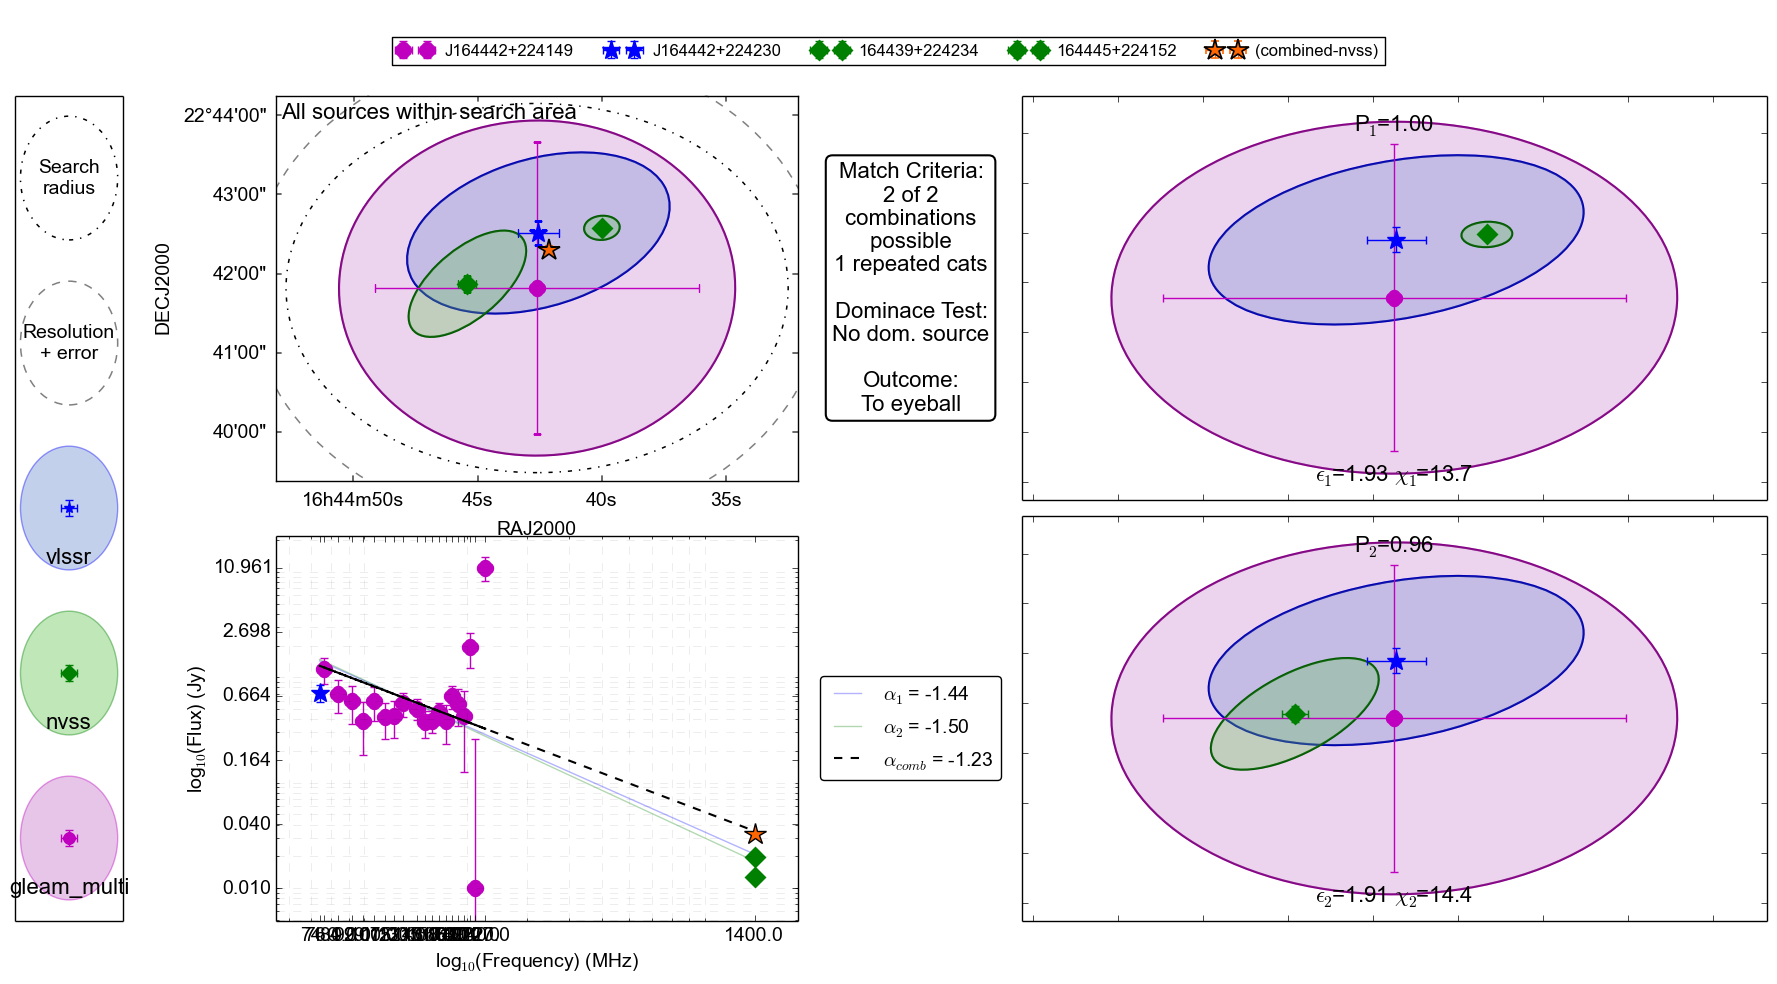 J164442+224149 J164442+224230 164439+224234 164445+224152 (combined-nvss)
Search
radius
Resolution
+ error
vlssr
nvss
gleam_multi
All sources within search area
DECJ2000
22°44'00"
43'00"
42'00"
41'00"
40'00"
16h44m50s 45s 40s 35s
RAJ2000
Match Criteria:
2 of 2
combinations
possible
1 repeated cats
Dominace Test:
No dom. source
Outcome:
To eyeball
P1=1.00
ϵ1=1.93 χ1=13.7
log10(Flux) (Jy)
10.961
2.698
0.664
0.164
0.040
0.010
1400.0
log10(Frequency) (MHz)
α1 = -1.44
α2 = -1.50
αcomb = -1.23
P2=0.96
ϵ2=1.91 χ2=14.4